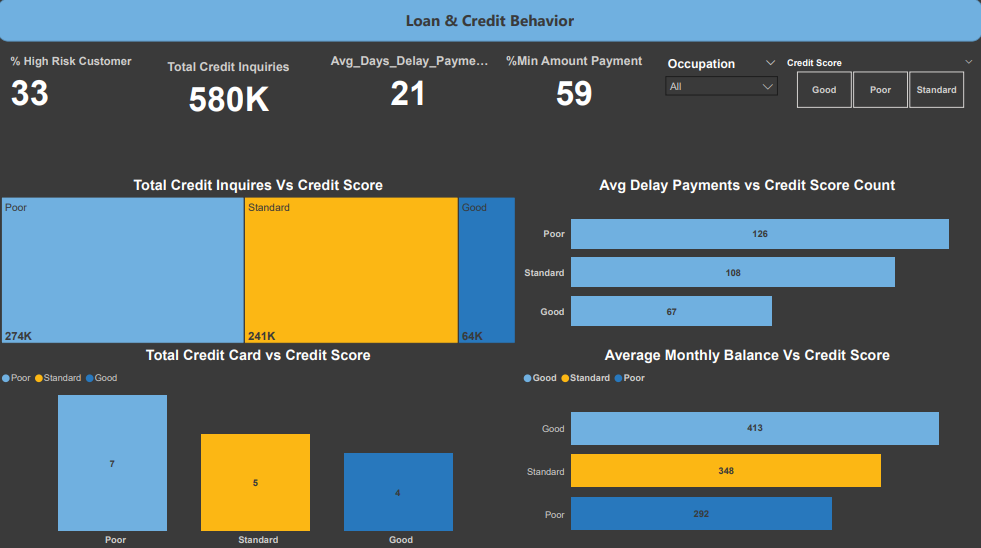 Loan & Credit Behavior
% High Risk Customer
33
Total Credit Inquiries
580K
Avg_Days_Delay_Payme...
21
%Min Amount Payment
59
Occupation
All
Credit Score
Good
Poor
Standard
Total Credit Inquires Vs Credit Score
Poor
274K
Standard
241K
Good
64K
Avg Delay Payments vs Credit Score Count
Poor 126
Standard 108
Good 67
Total Credit Card vs Credit Score
Poor Standard Good
7
5
4
Poor Standard Good
Average Monthly Balance Vs Credit Score
Good Standard Poor
Good 413
Standard 348
Poor 292